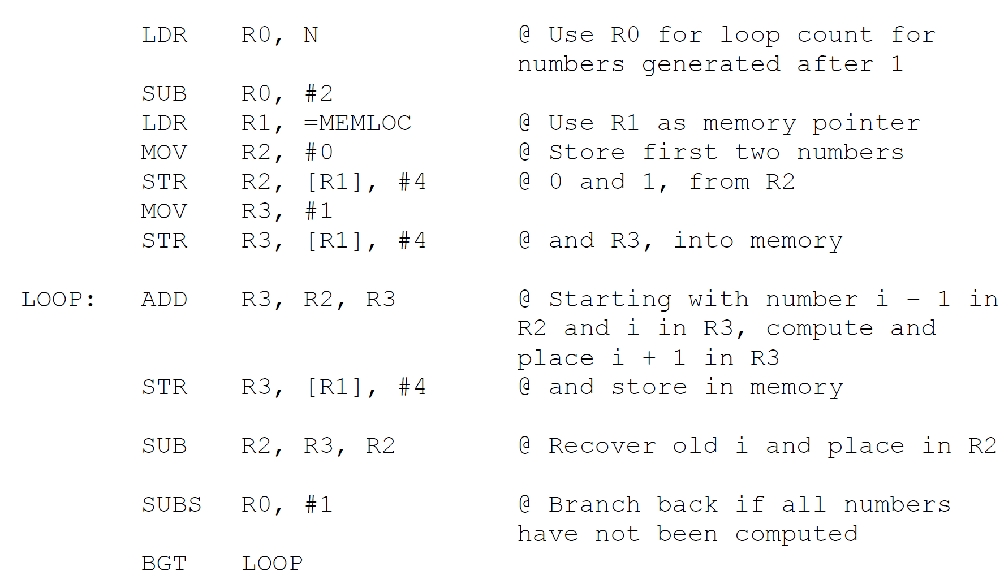 LDR R0, N @ Use R0 for loop count for
numbers generated after 1
SUB R0, #2
LDR R1, =MEMLOC @ Use R1 as memory pointer
MOV R2, #0 @ Store first two numbers
STR R2, [R1], #4 @ 0 and 1, from R2
MOV R3, #1
STR R3, [R1], #4 @ and R3, into memory
LOOP: ADD R3, R2, R3 @ Starting with number i – 1 in
R2 and i in R3, compute and
place i + 1 in R3
STR R3, [R1], #4 @ and store in memory
SUB R2, R3, R2 @ Recover old i and place in R2
SUBS R0, #1 @ Branch back if all numbers
have not been computed
BGT LOOP